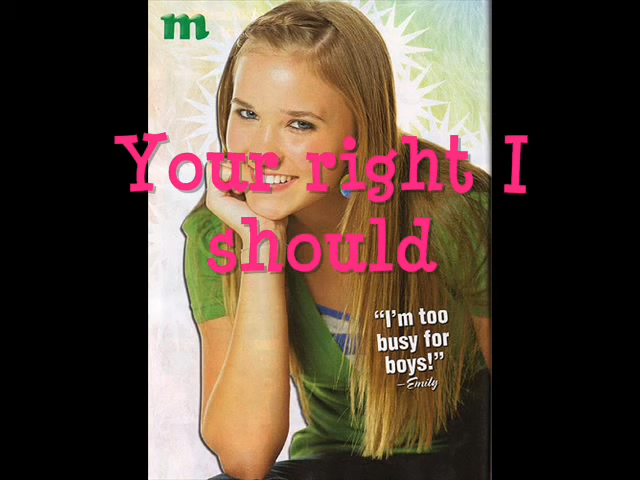 m
Your right I
should
"I'm too
busy for
boys!"
—Emily